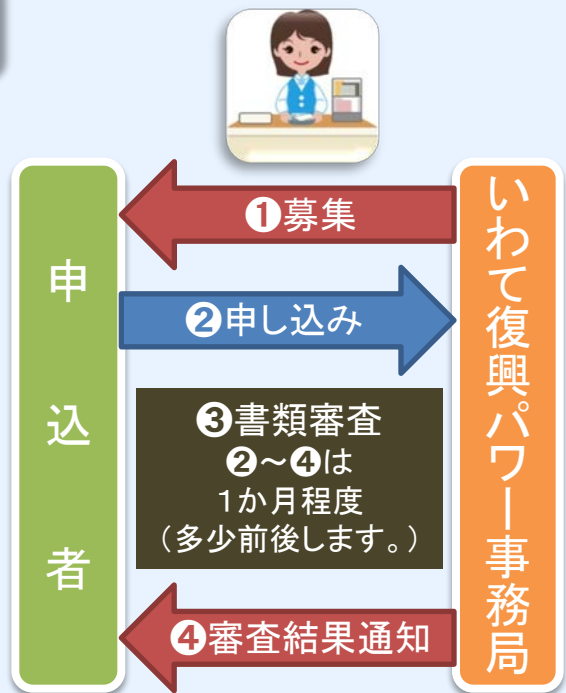 申込者
❶募集
いわて復興パワー事務局
❷申し込み
❸書類審査
❷～❹は
１か月程度
（多少前後します。）
❹審査結果通知